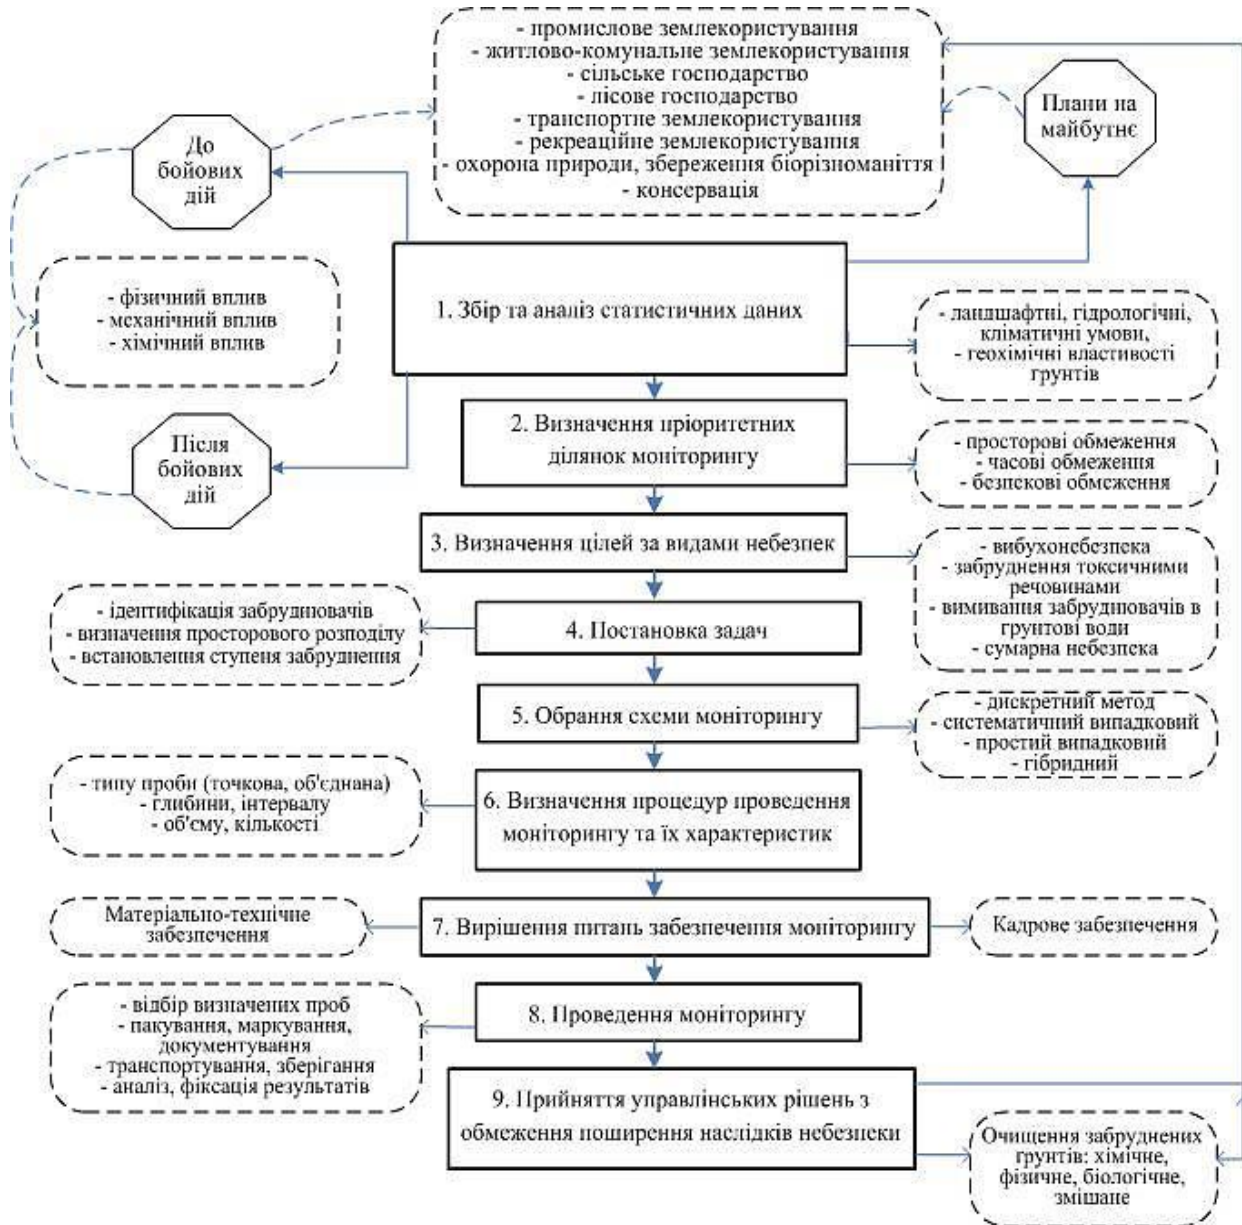 - промислове землекористування
- житлово-комунальне землекористування
- сільське господарство
- лісове господарство
- транспортне землекористування
- рекреаційне землекористування
- охорона природи, збереження біорізноманіття
- консервація
Плани на
майбутнє
До
бойових
дій
1. Збір та аналіз статистичних даних
- фізичний вплив
- механічний вплив
- хімічний вплив
- ландшафтні, гідрологічні,
кліматичні умови,
- геохімічні властивості
грунтів
Після
бойових
дій
2. Визначення пріоритетних
ділянок моніторингу
- просторові обмеження
- часові обмеження
- безпекові обмеження
3. Визначення цілей за видами небезпек
- вибухонебезпека
- забруднення токсичними
речовинами
- вимивання забруднювачів в
грунтові води
- сумарна небезпека
4. Постановка задач
- ідентифікація забруднювачів
- визначення просторового розподілу
- встановлення ступеня забруднення
5. Обрання схеми моніторингу
- дискретний метод
- систематичний випадковий
- простий випадковий
- гібридний
6. Визначення процедур проведення
моніторингу та їх характеристик
- типу проби (точкова, об'єднана)
- глибини, інтервалу
- об'єму, кількості
7. Вирішення питань забезпечення моніторингу
Матеріально-технічне
забезпечення
Кадрове забезпечення
8. Проведення моніторингу
- відбір визначених проб
- пакування, маркування,
документування
- транспортування, зберігання
- аналіз, фіксація результатів
9. Прийняття управлінських рішень з
обмеження поширення наслідків небезпеки
Очищення забруднених
ґрунтів: хімічне,
фізичне, біологічне,
змішане